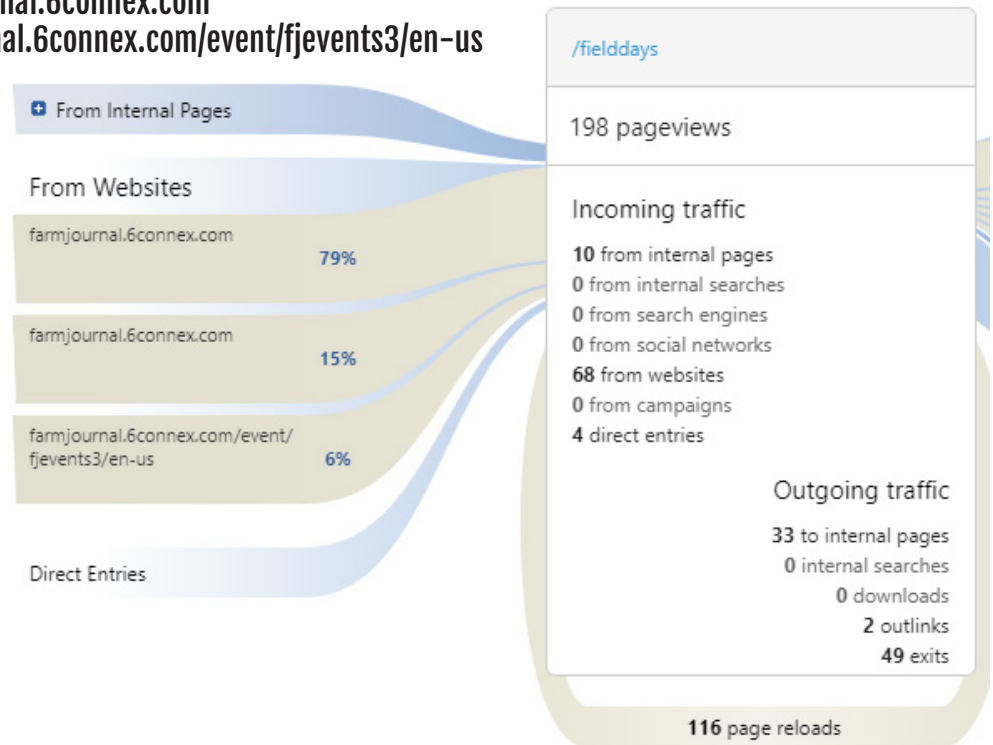 farmjournal.6connex.com/event/fjevents3/en-us
From Internal Pages
From Websites
farmjournal.6connex.com
79%
farmjournal.6connex.com
15%
farmjournal.6connex.com/event/
fjevents3/en-us
6%
Direct Entries
/fielddays
198 pageviews
Incoming traffic
10 from internal pages
0 from internal searches
0 from search engines
0 from social networks
68 from websites
0 from campaigns
4 direct entries
Outgoing traffic
33 to internal pages
0 internal searches
0 downloads
2 outlinks
49 exits
116 page reloads